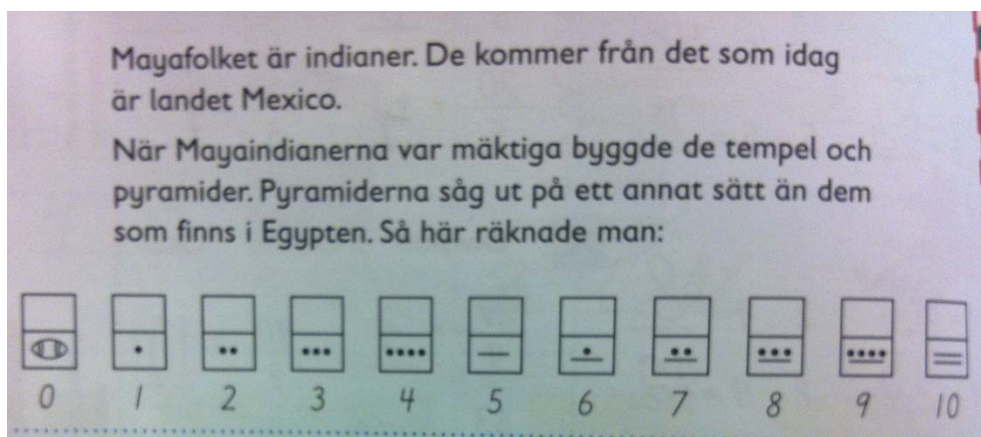 Mayafolket är indianer. De kommer från det som idag
är landet Mexico.
När Mayaindianerna var mäktiga byggde de tempel och
pyramider. Pyramiderna såg ut på ett annat sätt än dem
som finns i Egypten. Så här räknade man:
0 1 2 3 4 5 6 7 8 9 10